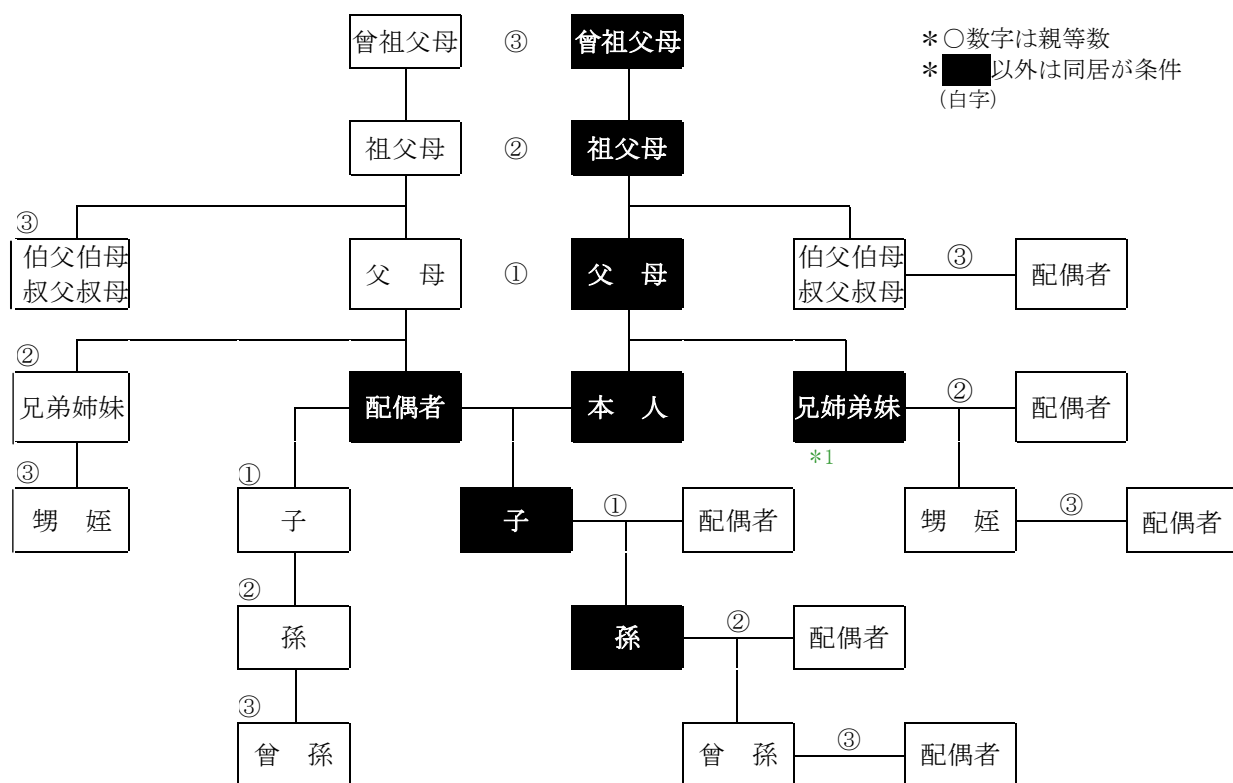 曾祖父母 ③ 曾祖父母
＊○数字は親等数
＊以外は同居が条件
(白字)
祖父母 ② 祖父母
③
伯父伯母
叔父叔母
父　母 ① 父　母
伯父伯母
叔父叔母
③ 配偶者
②
兄弟姉妹 配偶者 本　人 兄姉弟妹 ② 配偶者
＊1
③
甥　姪
①
子 子 ① 配偶者 甥　姪 ③ 配偶者
②
孫 孫 ② 配偶者
③
曾　孫 曾　孫 ③ 配偶者